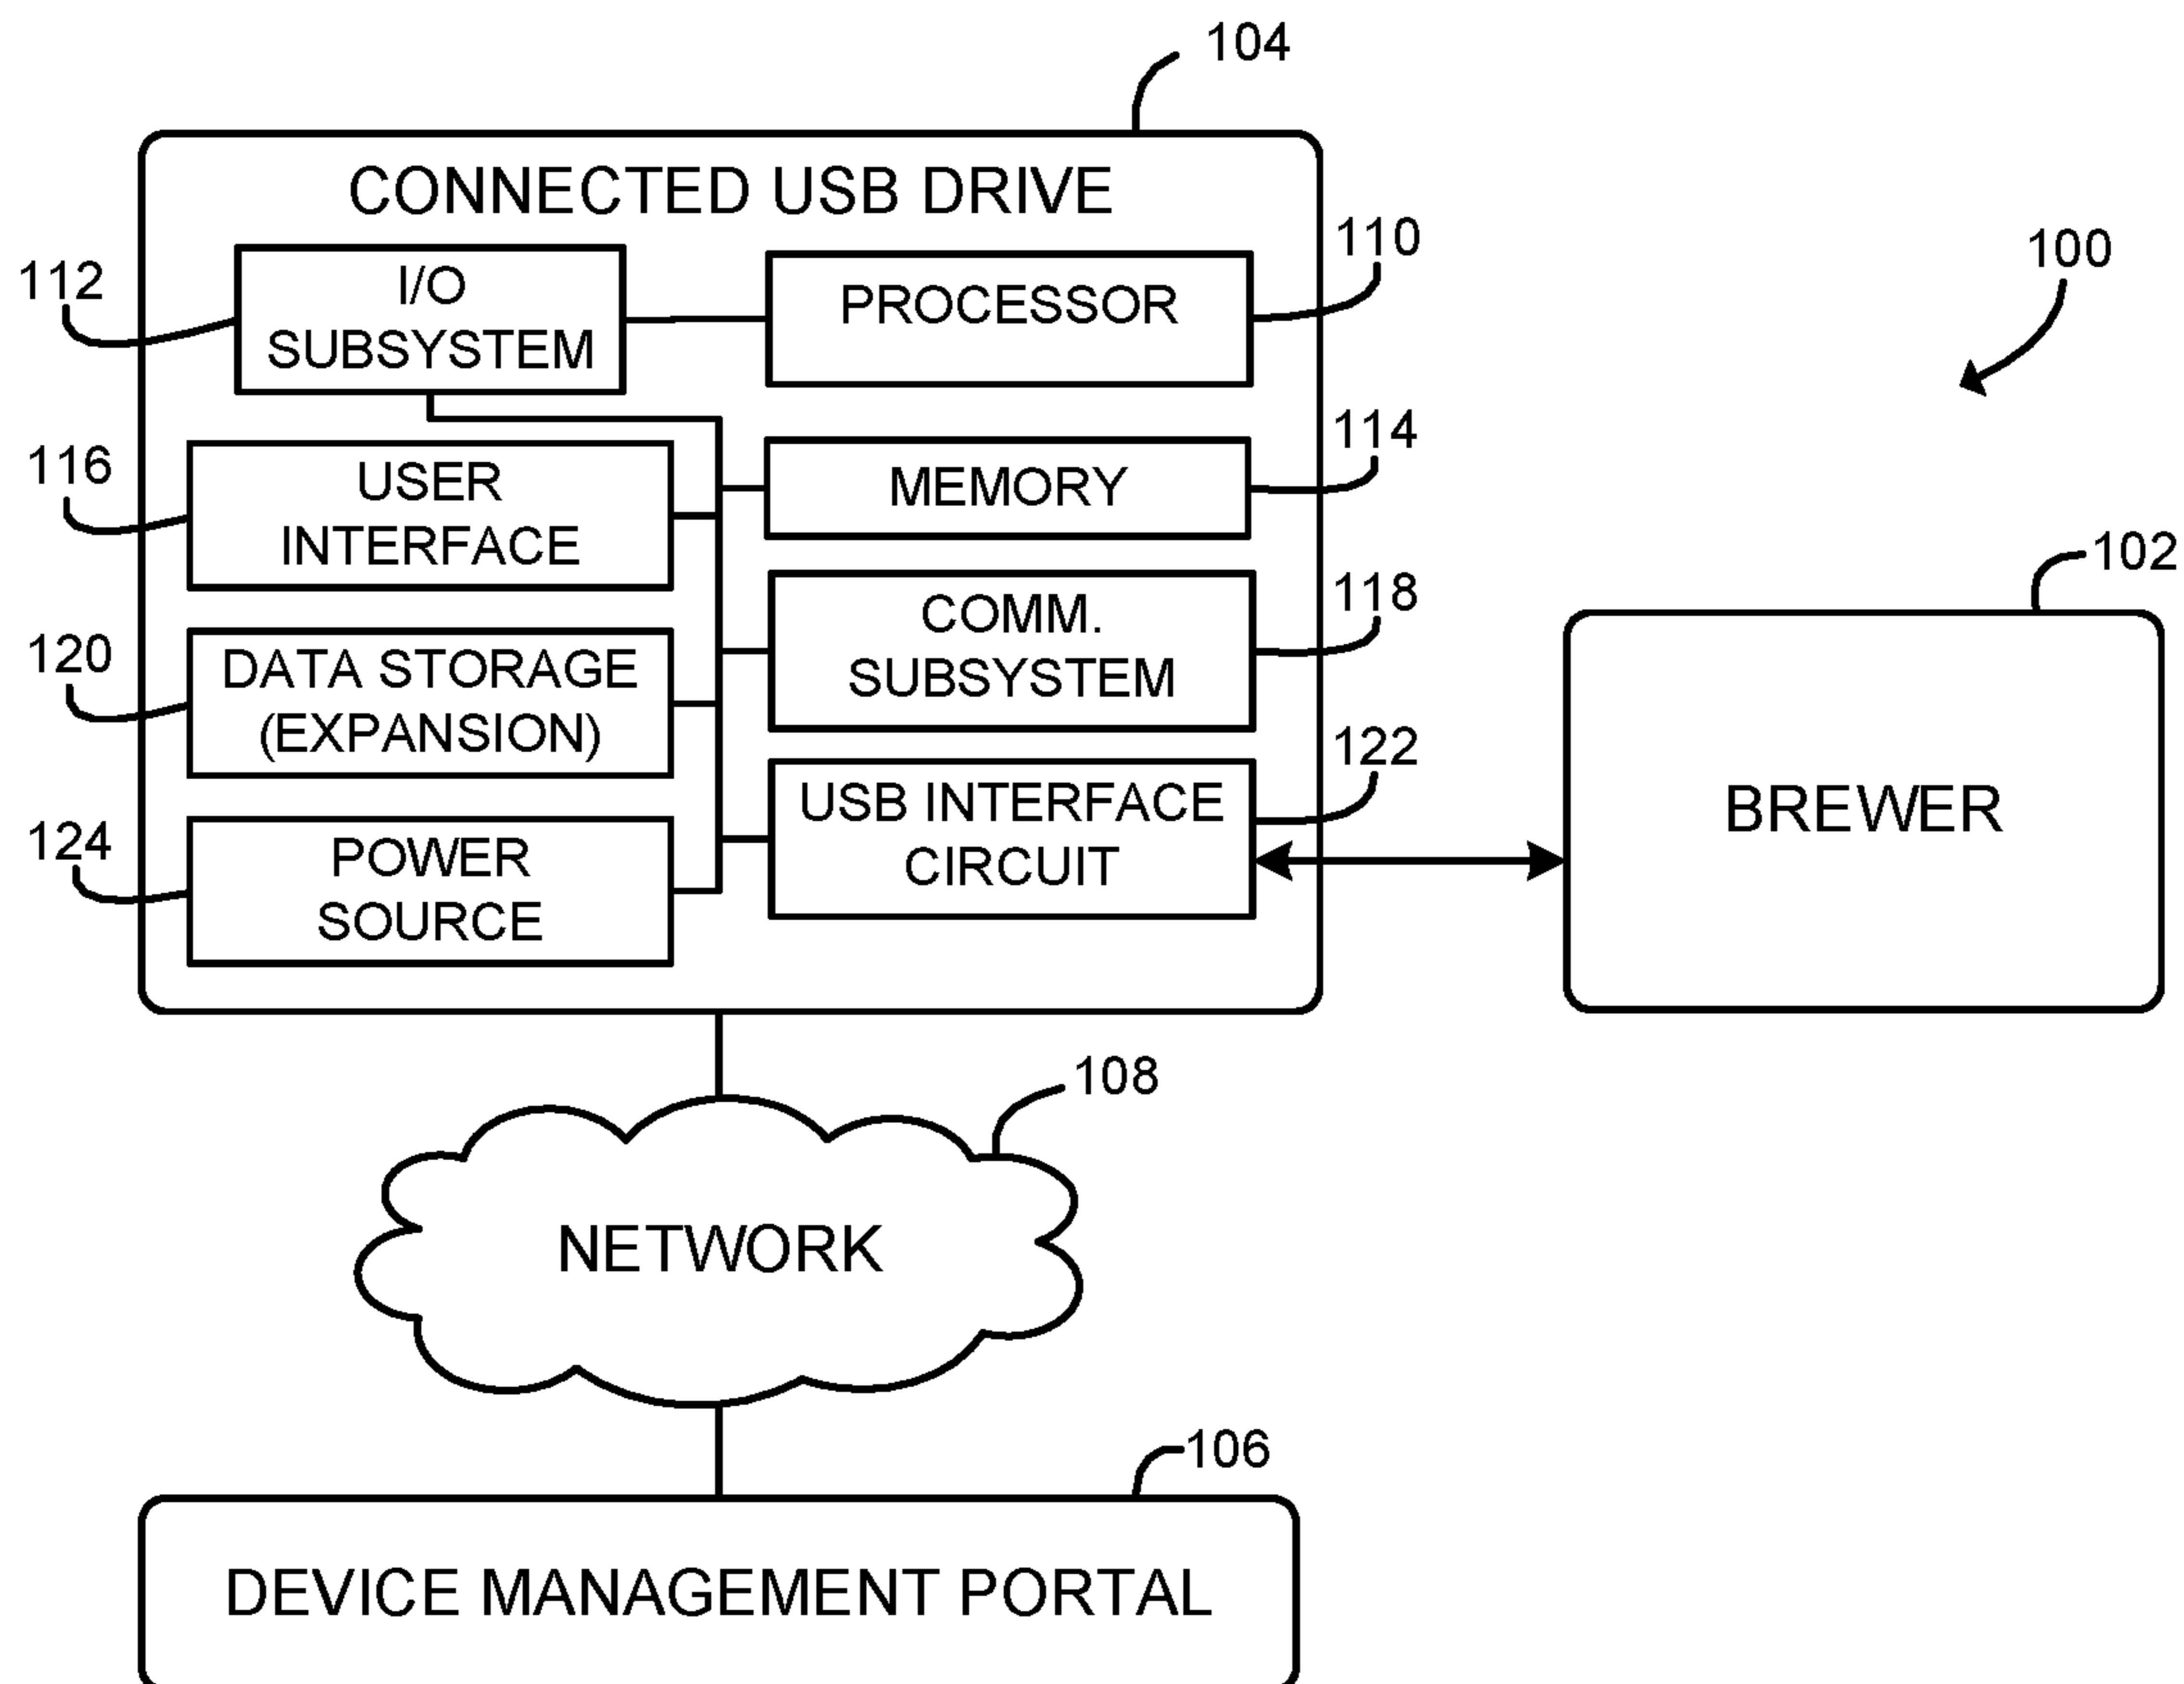 104
CONNECTED USB DRIVE
112
I/O
SUBSYSTEM
PROCESSOR
110
100
116
USER
INTERFACE
MEMORY
114
120
DATA STORAGE
(EXPANSION)
COMM.
SUBSYSTEM
118
102
124
POWER
SOURCE
USB INTERFACE
CIRCUIT
122
BREWER
108
NETWORK
106
DEVICE MANAGEMENT PORTAL